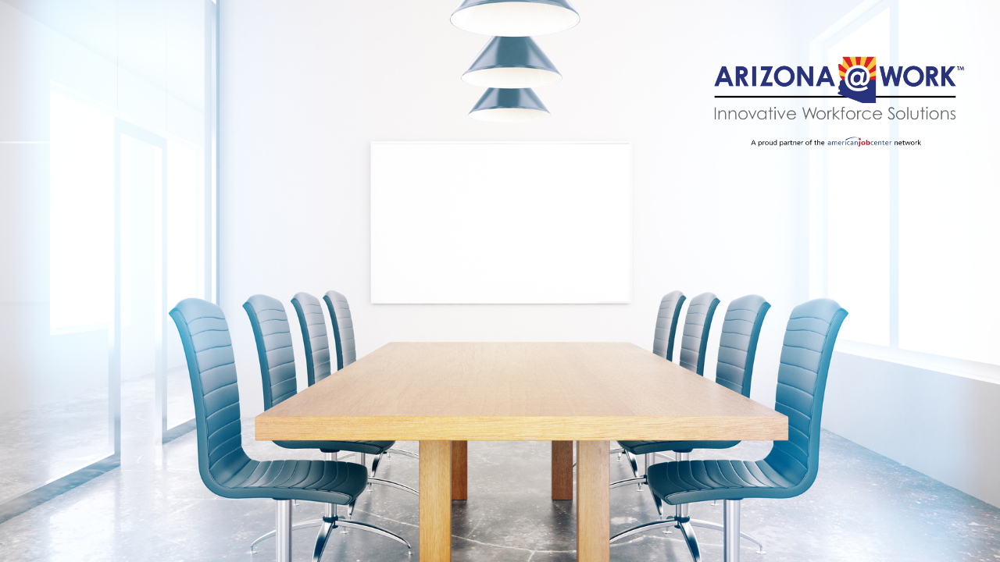 ARIZONA @ WORK™
Innovative Workforce Solutions
A proud partner of the americanjobcenter network